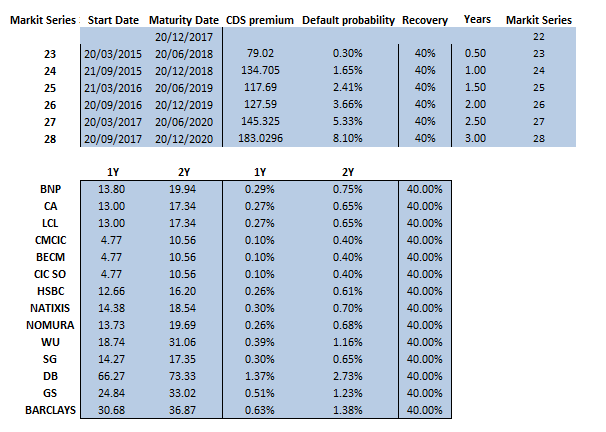 Markit Series Start Date Maturity Date CDS premium Default probability Recovery Years Markit Series
20/12/2017 22
23 20/03/2015 20/06/2018 79.02 0.30% 40% 0.50 23
24 21/09/2015 20/12/2018 134.705 1.65% 40% 1.00 24
25 21/03/2016 20/06/2019 117.69 2.41% 40% 1.50 25
26 20/09/2016 20/12/2019 127.59 3.66% 40% 2.00 26
27 20/03/2017 20/06/2020 145.325 5.33% 40% 2.50 27
28 20/09/2017 20/12/2020 183.0296 8.10% 40% 3.00 28
1Y 2Y 1Y 2Y
BNP 13.80 19.94 0.29% 0.75% 40.00%
CA 13.00 17.34 0.27% 0.65% 40.00%
LCL 13.00 17.34 0.27% 0.65% 40.00%
CMCIC 4.77 10.56 0.10% 0.40% 40.00%
BECM 4.77 10.56 0.10% 0.40% 40.00%
CIC SO 4.77 10.56 0.10% 0.40% 40.00%
HSBC 12.66 16.20 0.26% 0.61% 40.00%
NATIXIS 14.38 18.54 0.30% 0.70% 40.00%
NOMURA 13.73 19.69 0.26% 0.68% 40.00%
WU 18.74 31.06 0.39% 1.16% 40.00%
SG 14.27 17.35 0.30% 0.65% 40.00%
DB 66.27 73.33 1.37% 2.73% 40.00%
GS 24.84 33.02 0.51% 1.23% 40.00%
BARCLAYS 30.68 36.87 0.63% 1.38% 40.00%